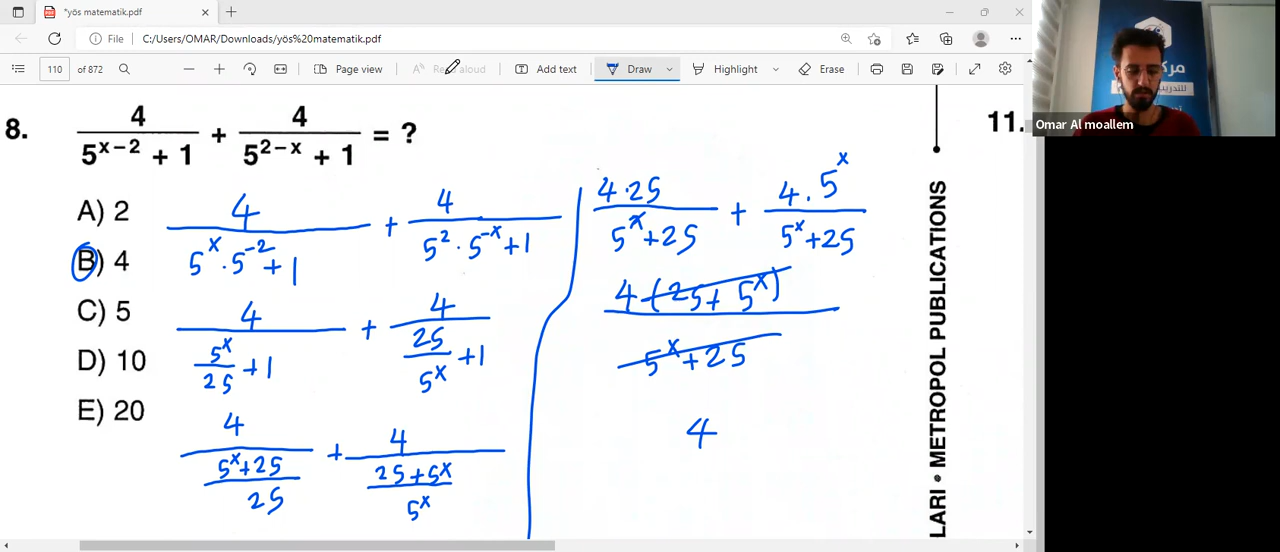 *yös matematik.pdf
File C:/Users/OMAR/Downloads/yös%20matematik.pdf
110 of 872 Page view Read aloud Add text Draw Highlight Erase
مركز
Omar Al moallem
8. 4/(5^(x−2) + 1) + 4/(5^(2−x) + 1) = ?
11.
A) 2
B) 4
C) 5
D) 10
E) 20
4/(5^x · 5^-2 + 1) + 4/(5^2 · 5^-x + 1)
4/(5^x/25 + 1) + 4/(25/5^x + 1)
4/((5^x + 25)/25) + 4/((25 + 5^x)/5^x)
4·25/(5^x + 25) + 4 · 5^x/(5^x + 25)
4 (25 + 5^x)/(5^x + 25)
4
LARI • METROPOL PUBLICATIONS